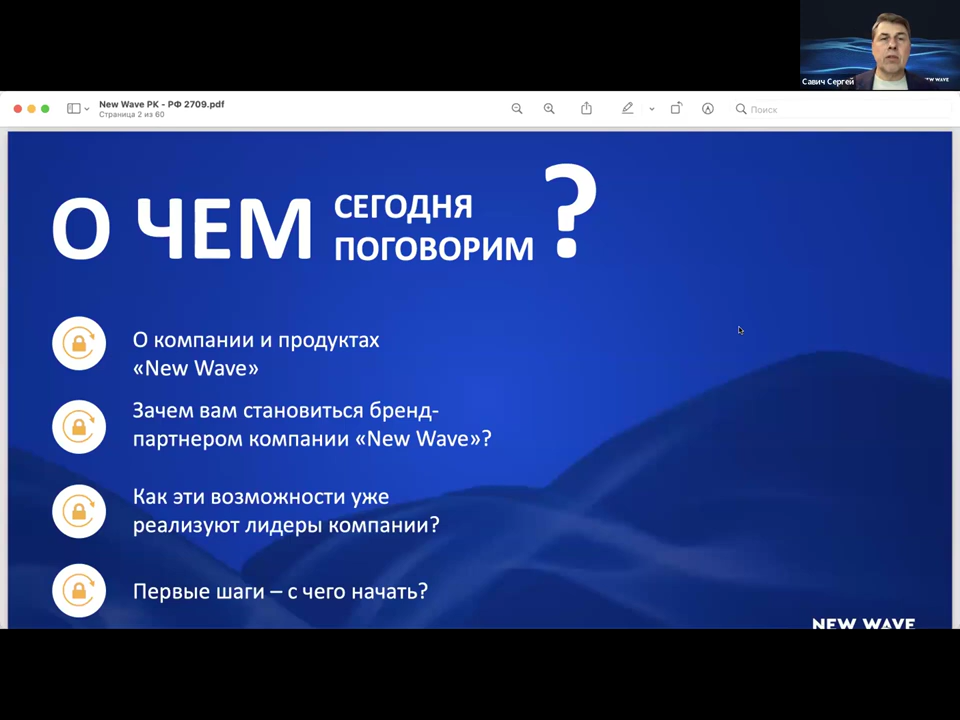 Савич Сергей
NEW WAVE
New Wave РК - РФ 2709.pdf
Страница 2 из 60
Поиск
О ЧЕМ СЕГОДНЯ ПОГОВОРИМ ?
О компании и продуктах
«New Wave»
Зачем вам становиться бренд-
партнером компании «New Wave»?
Как эти возможности уже
реализуют лидеры компании?
Первые шаги – с чего начать?
NEW WAVE